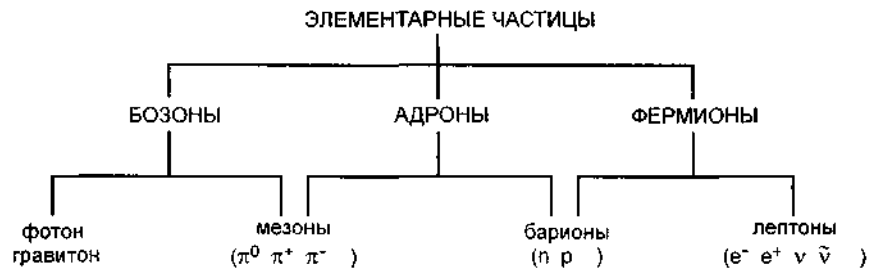 ЭЛЕМЕНТАРНЫЕ ЧАСТИЦЫ
БОЗОНЫ АДРОНЫ ФЕРМИОНЫ
фотон мезоны барионы лептоны
гравитон (π⁰ π⁺ π⁻ ) (n p ) (e⁻ e⁺ ν ν̃ )